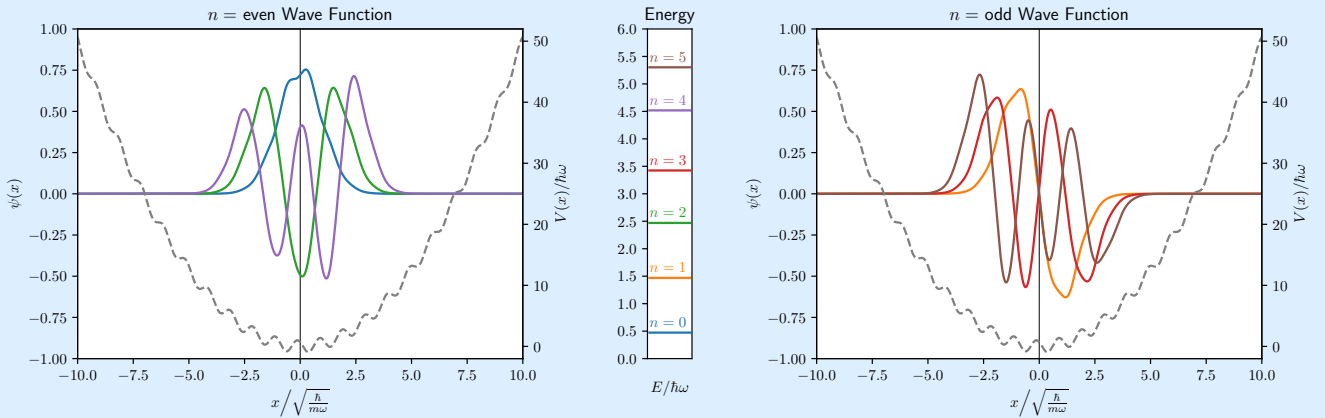 n = even Wave Function
1.00
0.75
0.50
0.25
0.00
−0.25
−0.50
−0.75
−1.00
ψ(x)
−10.0 −7.5 −5.0 −2.5 0.0 2.5 5.0 7.5 10.0
x/√(ħ/mω)
50
40
30
20
10
0
V(x)/ħω
Energy
6.0
5.5
5.0
4.5
4.0
3.5
3.0
2.5
2.0
1.5
1.0
0.5
0.0
n = 5
n = 4
n = 3
n = 2
n = 1
n = 0
E/ħω
n = odd Wave Function
1.00
0.75
0.50
0.25
0.00
−0.25
−0.50
−0.75
−1.00
ψ(x)
−10.0 −7.5 −5.0 −2.5 0.0 2.5 5.0 7.5 10.0
x/√(ħ/mω)
50
40
30
20
10
0
V(x)/ħω